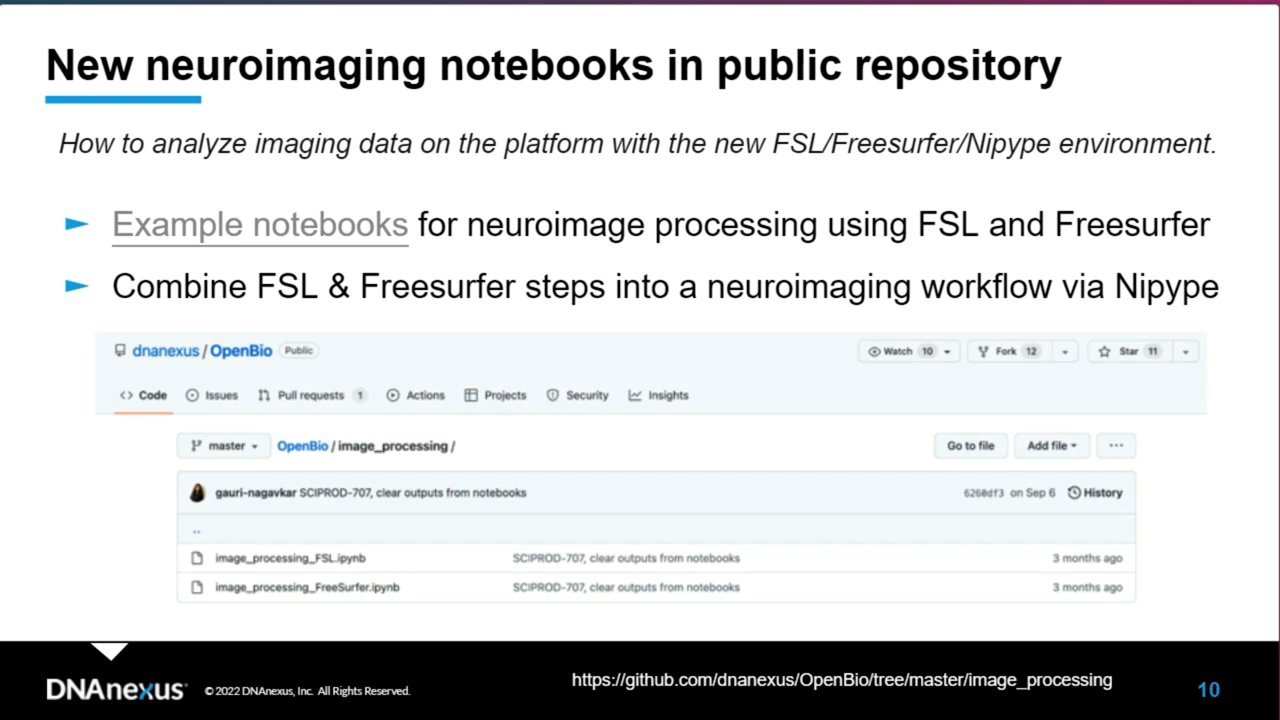 New neuroimaging notebooks in public repository
How to analyze imaging data on the platform with the new FSL/Freesurfer/Nipype environment.
► Example notebooks for neuroimage processing using FSL and Freesurfer
► Combine FSL & Freesurfer steps into a neuroimaging workflow via Nipype
dnanexus / OpenBio Public Watch 10 Fork 12 Star 11
<> Code Issues Pull requests 1 Actions Projects Security Insights
master OpenBio / image_processing / Go to file Add file ...
gauri-nagavkar SCIPROD-707, clear outputs from notebooks 6260df3 on Sep 6 History
..
image_processing_FSL.ipynb SCIPROD-707, clear outputs from notebooks 3 months ago
image_processing_FreeSurfer.ipynb SCIPROD-707, clear outputs from notebooks 3 months ago
DNAnexus © 2022 DNAnexus, Inc. All Rights Reserved. https://github.com/dnanexus/OpenBio/tree/master/image_processing 10